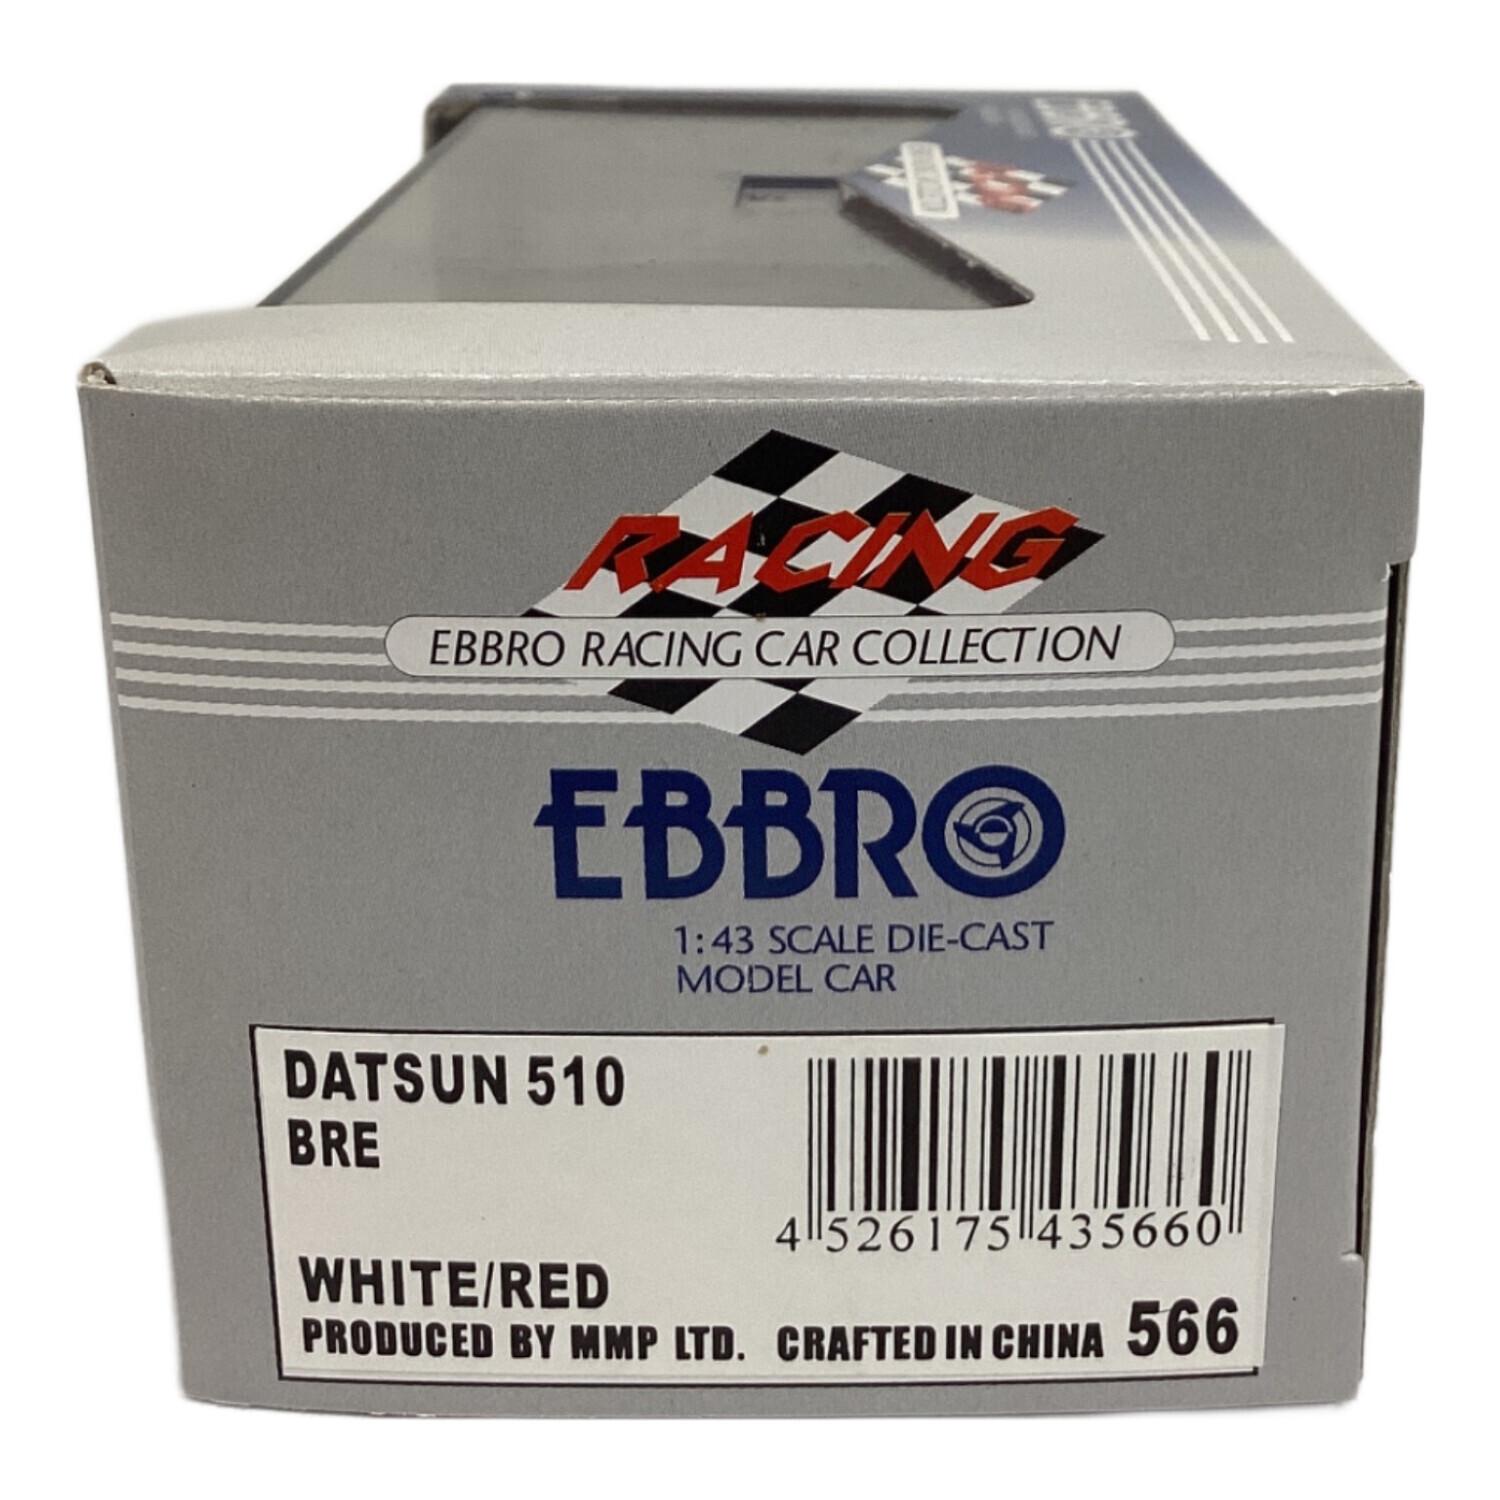 RACING
EBBRO RACING CAR COLLECTION
EBBRO
1:43 SCALE DIE-CAST
MODEL CAR
DATSUN 510
BRE
4 526175 435660
WHITE/RED
PRODUCED BY MMP LTD. CRAFTED IN CHINA 566